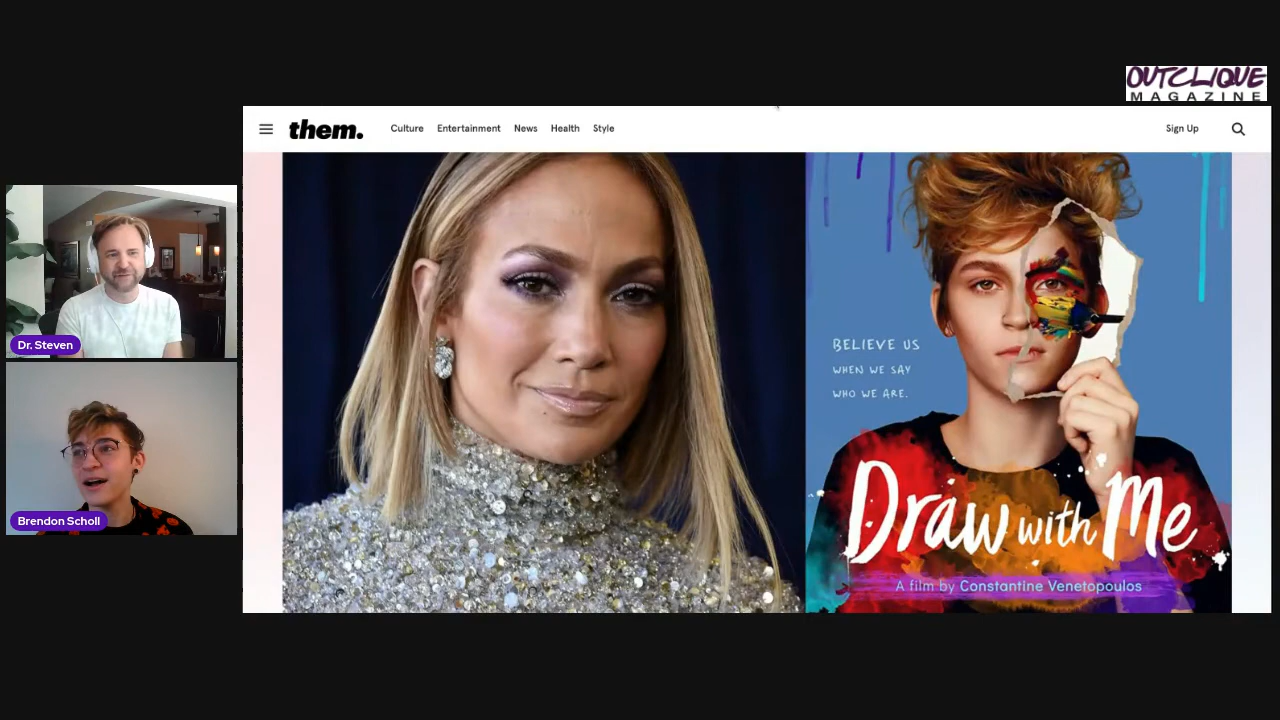 OUTCLIQUE
MAGAZINE
them.
Culture
Entertainment
News
Health
Style
Sign Up
BELIEVE US
WHEN WE SAY
WHO WE ARE.
Draw with Me
A film by Constantine Venetopoulos
Dr. Steven
Brendon Scholl